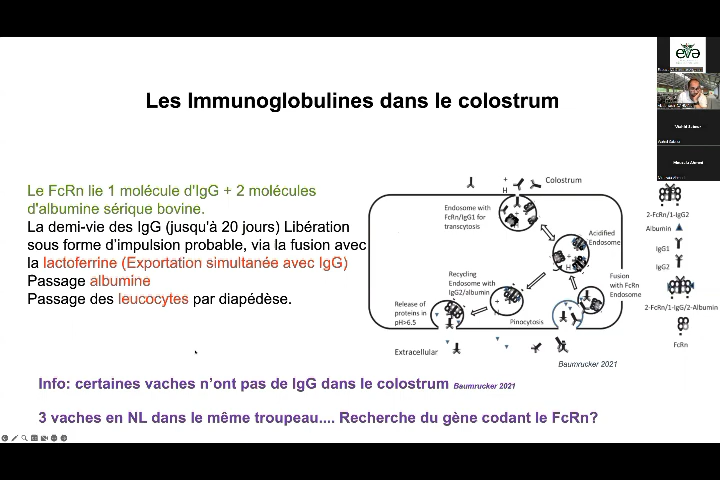 Les Immunoglobulines dans le colostrum
Le FcRn lie 1 molécule d'IgG + 2 molécules
d'albumine sérique bovine.
La demi-vie des IgG (jusqu'à 20 jours) Libération
sous forme d'impulsion probable, via la fusion avec
la lactoferrine (Exportation simultanée avec IgG)
Passage albumine
Passage des leucocytes par diapédèse.
+
H
Colostrum
Endosome with
FcRn/IgG1 for
transcytosis
Acidified
Endosome
+
H
Recycling
Endosome with
IgG2/albumin
+
H
Fusion
with FcRn
Endosome
Release of
proteins in
pH>6.5
Pinocytosis
Extracellular
Baumrucker 2021
2-FcRn/1-IgG2
Albumin
IgG1
IgG2
2-FcRn/1-IgG/2-Albumin
FcRn
Info: certaines vaches n'ont pas de IgG dans le colostrum Baumrucker 2021
3 vaches en NL dans le même troupeau.... Recherche du gène codant le FcRn?
eva